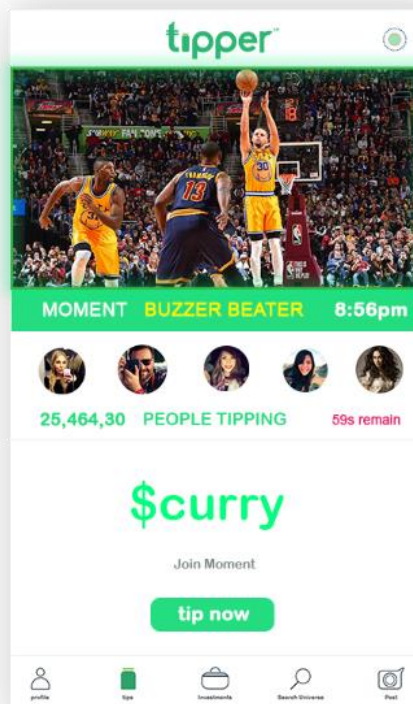 tipper
MOMENT BUZZER BEATER 8:56pm
25,464,30 PEOPLE TIPPING 59s remain
$curry
Join Moment
tip now
profile tips Investments Search Universe Post